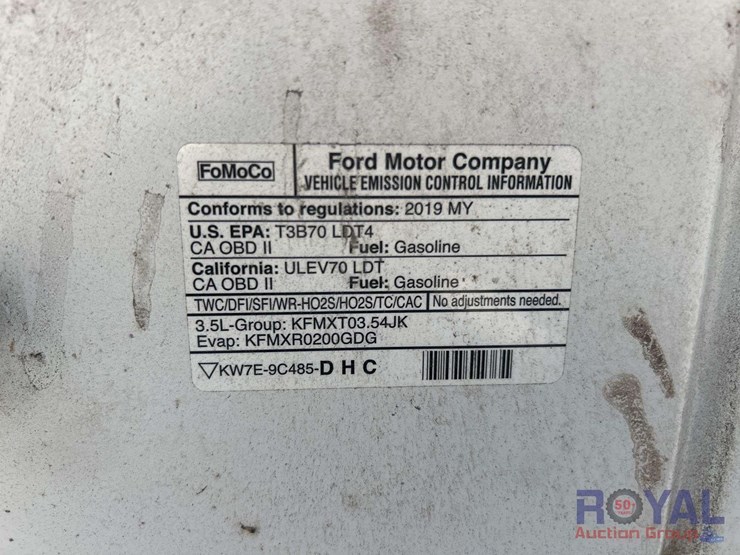 FoMoCo
Ford Motor Company
VEHICLE EMISSION CONTROL INFORMATION
Conforms to regulations: 2019 MY
U.S. EPA: T3B70 LDT4
CA OBD II Fuel: Gasoline
California: ULEV70 LDT
CA OBD II Fuel: Gasoline
TWC/DFI/SFI/WR-HO2S/HO2S/TC/CAC No adjustments needed.
3.5L-Group: KFMXT03.54JK
Evap: KFMXR0200GDG
▽KW7E-9C485-D H C
ROYAL
50
Auction Group